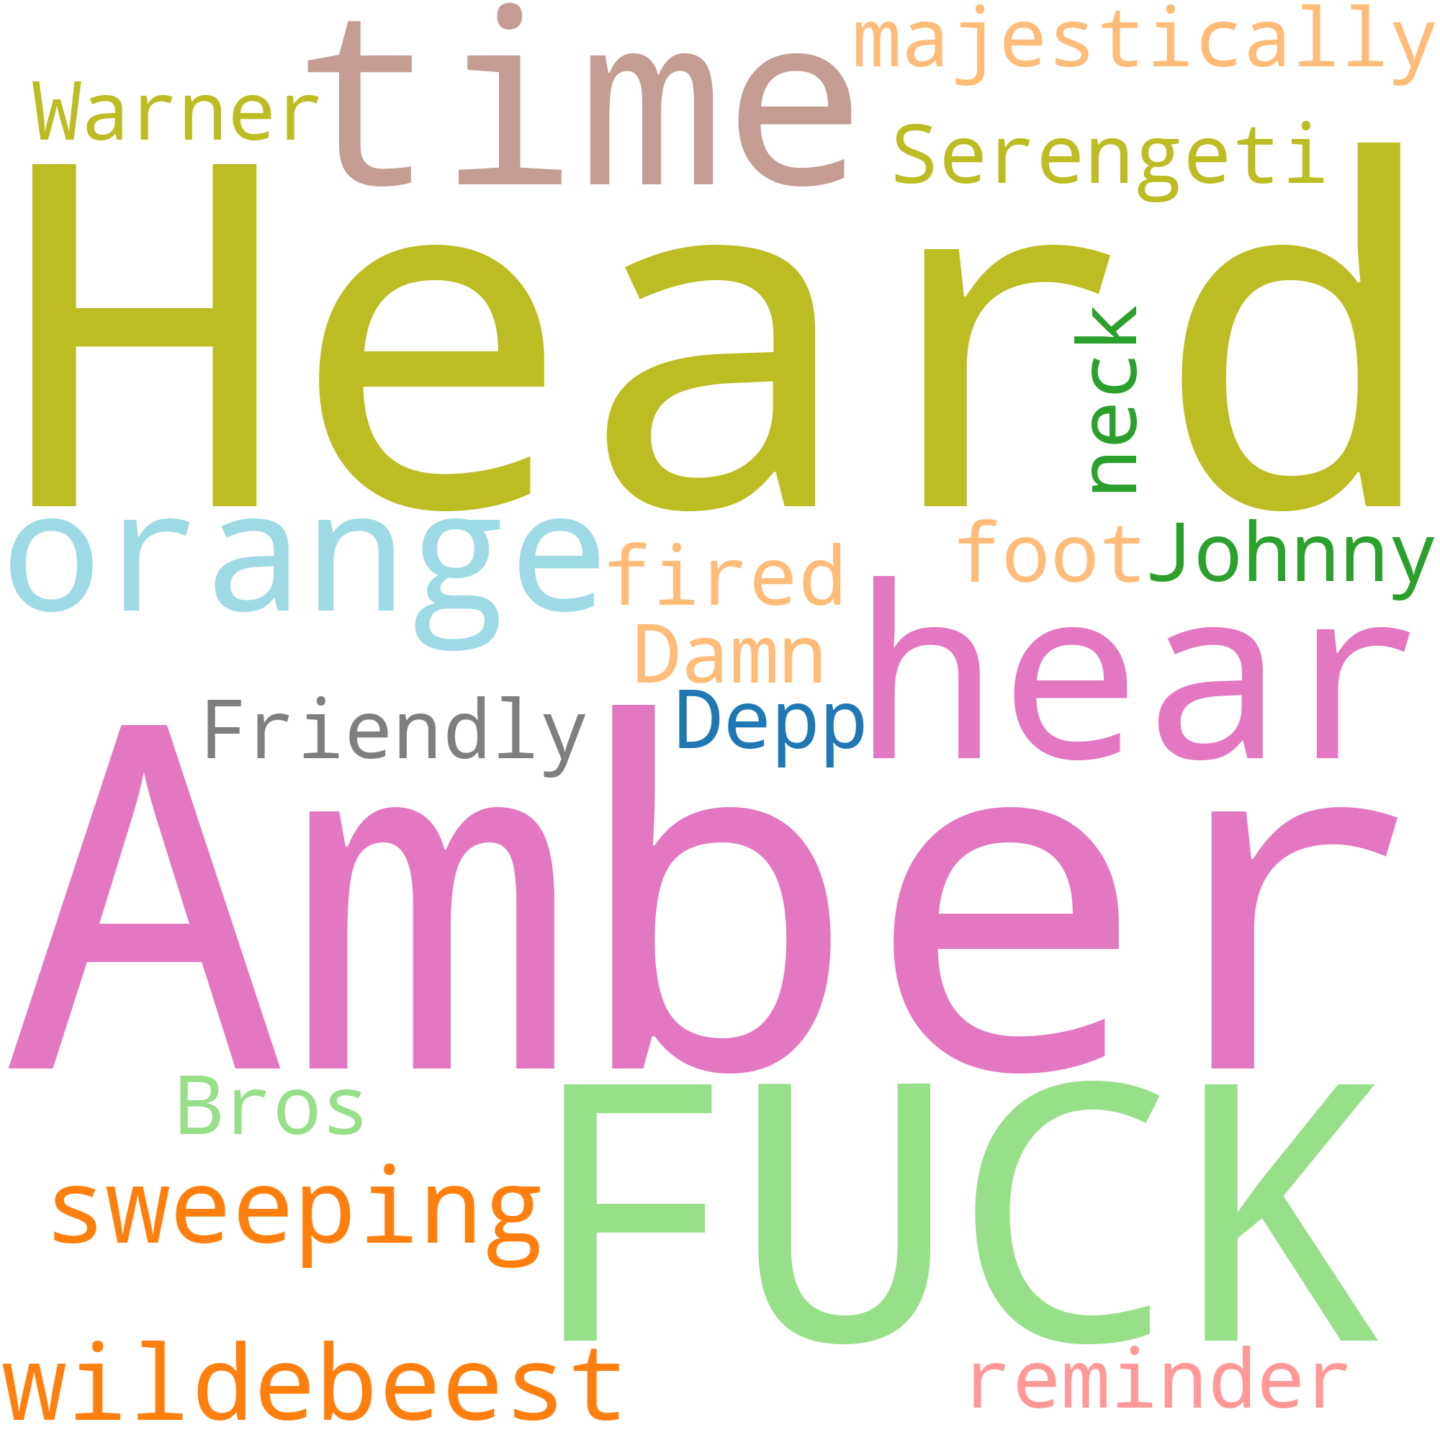 majestically
time
Warner
Serengeti
Heard
neck
orange
fired
foot
Johnny
hear
Damn
Depp
Friendly
Amber
Bros
FUCK
sweeping
wildebeest
reminder